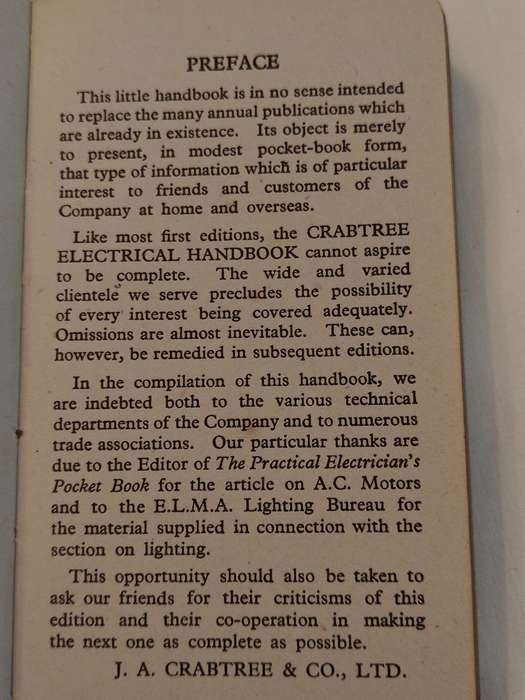 PREFACE
This little handbook is in no sense intended
to replace the many annual publications which
are already in existence. Its object is merely
to present, in modest pocket-book form,
that type of information which is of particular
interest to friends and customers of the
Company at home and overseas.
Like most first editions, the CRABTREE
ELECTRICAL HANDBOOK cannot aspire
to be complete. The wide and varied
clientele we serve precludes the possibility
of every interest being covered adequately.
Omissions are almost inevitable. These can,
however, be remedied in subsequent editions.
In the compilation of this handbook, we
are indebted both to the various technical
departments of the Company and to numerous
trade associations. Our particular thanks are
due to the Editor of The Practical Electrician's
Pocket Book for the article on A.C. Motors
and to the E.L.M.A. Lighting Bureau for
the material supplied in connection with the
section on lighting.
This opportunity should also be taken to
ask our friends for their criticisms of this
edition and their co-operation in making
the next one as complete as possible.
J. A. CRABTREE & CO., LTD.